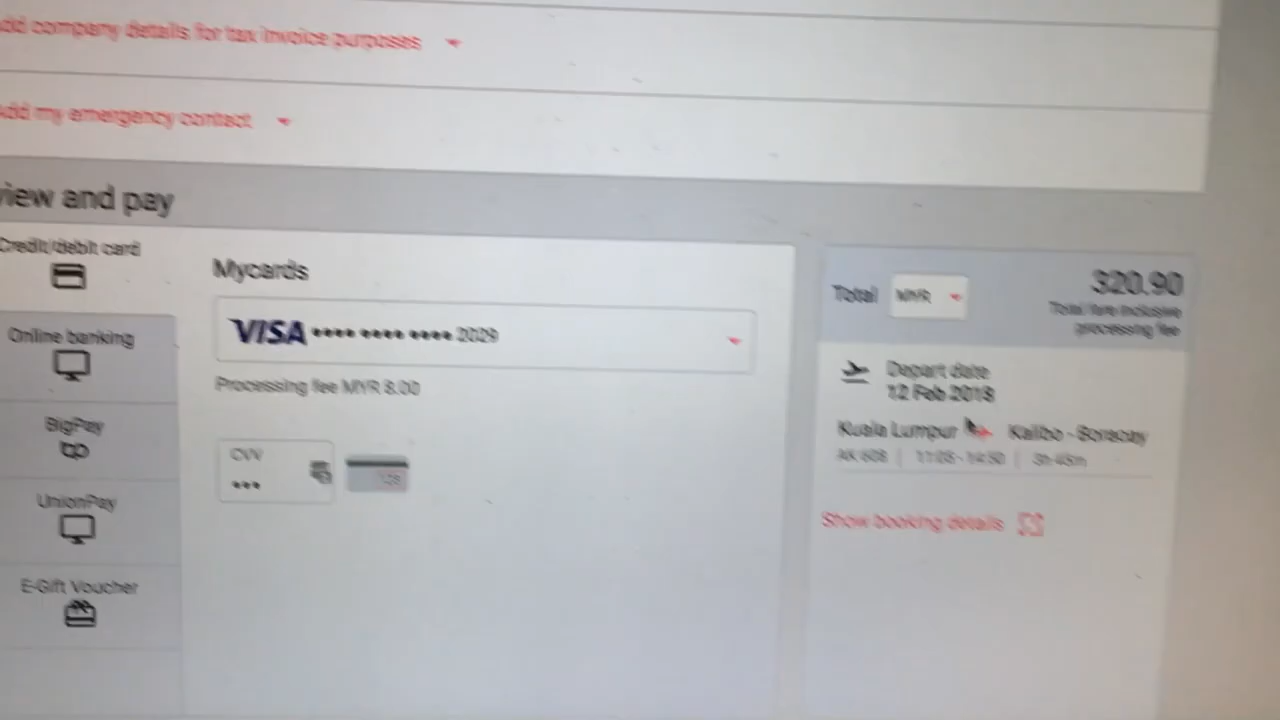 dd company details for tax invoice purposes
Add my emergency contact
view and pay
Credit/debit card
Online banking
BigPay
UnionPay
E-Gift Voucher
Mycards
VISA •••• •••• •••• 2029
Processing fee MYR 8.00
CVV
•••
123
Total MYR 320.90
Total fare inclusive
processing fee
Depart date
12 Feb 2018
Kuala Lumpur Kalibo - Boracay
AK 608 | 11:05 - 14:50 | 3h 45m
Show booking details